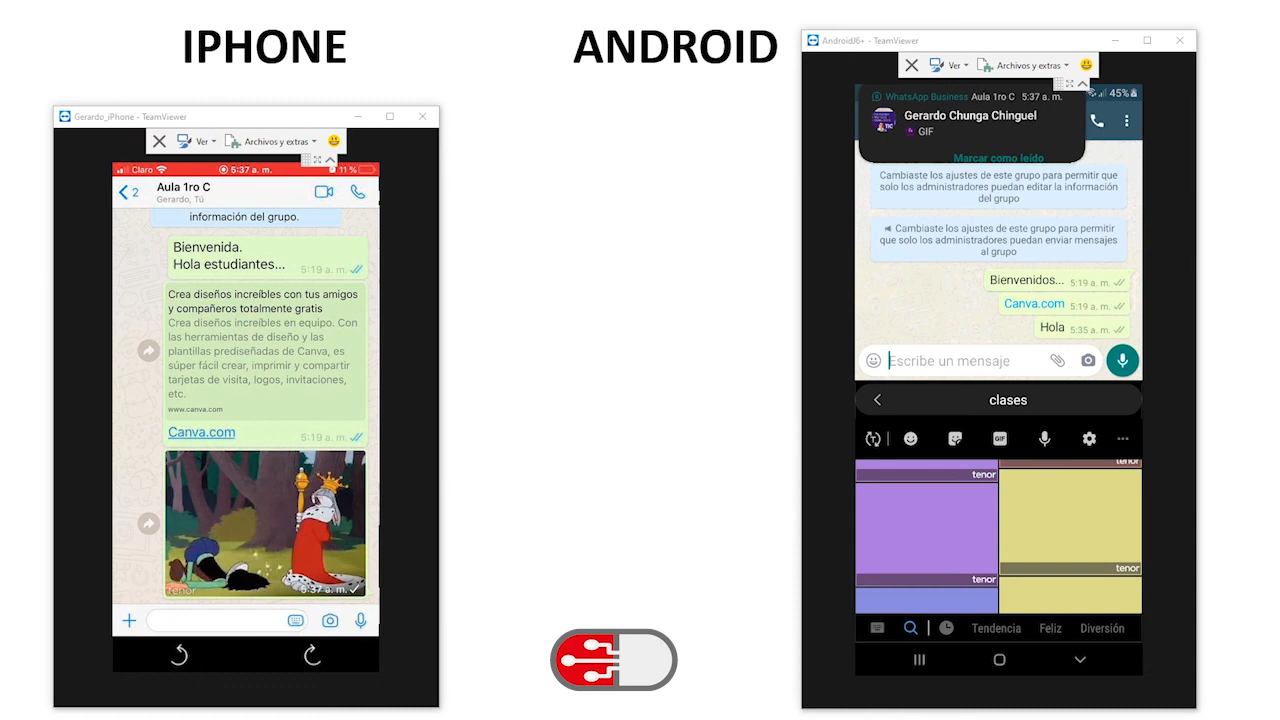 IPHONE
ANDROID
Gerardo_iPhone - TeamViewer
Ver
Archivos y extras
Claro
5:37 a. m.
11 %
2
Aula 1ro C
Gerardo, Tú
información del grupo.
Bienvenida.
Hola estudiantes...
5:19 a. m.
Crea diseños increíbles con tus amigos
y compañeros totalmente gratis
Crea diseños increíbles en equipo. Con
las herramientas de diseño y las
plantillas prediseñadas de Canva, es
súper fácil crear, imprimir y compartir
tarjetas de visita, logos, invitaciones,
etc.
www.canva.com
Canva.com
5:19 a. m.
tenor
5:37 a. m.
AndroidJ6+ - TeamViewer
Ver
Archivos y extras
45%
WhatsApp Business Aula 1ro C 5:37 a. m.
Gerardo Chunga Chinguel
GIF
Marcar como leído
Cambiaste los ajustes de este grupo para permitir
que solo los administradores puedan editar la información
del grupo
Cambiaste los ajustes de este grupo para permitir
que solo los administradores puedan enviar mensajes
al grupo
Bienvenidos...
5:19 a. m.
Canva.com
5:19 a. m.
Hola
5:35 a. m.
Escribe un mensaje
clases
GIF
tenor
tenor
tenor
tenor
Tendencia
Feliz
Diversión